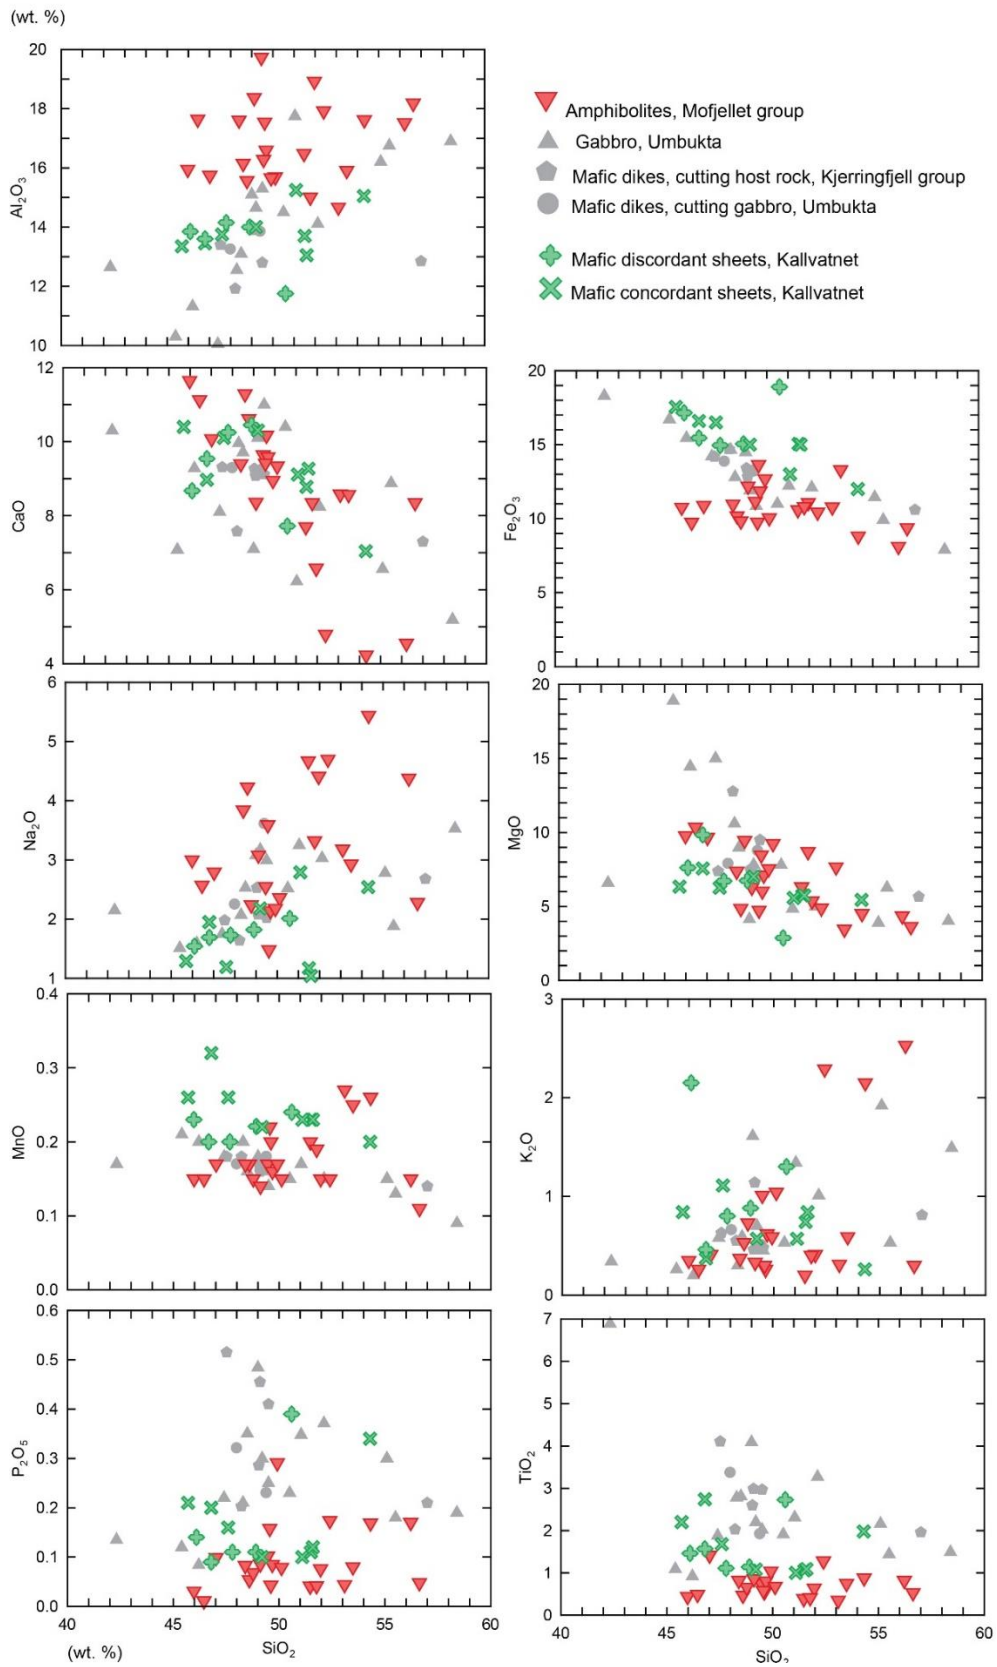 (wt. %)
20
18
16
14
12
10
Al2O3
Amphibolites, Mofjellet group
Gabbro, Umbukta
Mafic dikes, cutting host rock, Kjerringfjell group
Mafic dikes, cutting gabbro, Umbukta
Mafic discordant sheets, Kallvatnet
Mafic concordant sheets, Kallvatnet
12
10
8
6
4
CaO
20
15
10
5
0
Fe2O3
6
5
4
3
2
1
Na2O
20
15
10
5
0
MgO
0.4
0.3
0.2
0.1
0.0
MnO
3
2
1
0
K2O
0.6
0.5
0.4
0.3
0.2
0.1
0.0
P2O5
40 45 50 55 60
(wt. %)
SiO2
7
6
5
4
3
2
1
0
TiO2
40 45 50 55 60
SiO2